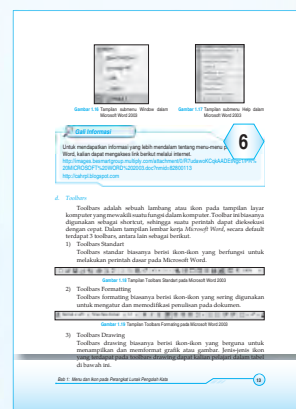 Gambar 1.16 Tampilan submenu Window dalam
Microsoft Word 2003
Gambar 1.17 Tampilan submenu Help dalam
Microsoft Word 2003
Gali Informasi
6
Untuk mendapatkan informasi yang lebih mendalam tentang menu-menu
Word, kalian dapat mengakses link berikut melalui internet.
http://cahrpl.blogspot.com
d. Toolbars
Toolbars adalah sebuah lambang atau ikon pada tampilan layar
komputer yang mewakili suatu fungsi dalam komputer. Toolbar ini biasanya
digunakan sebagai shortcut, sehingga suatu perintah dapat dieksekusi
dengan cepat. Dalam tampilan lembar kerja Microsoft Word, secara default
terdapat 3 toolbars, antara lain sebagai berikut.
1) Toolbars Standart
Toolbars standar biasanya berisi ikon-ikon yang berfungsi untuk
melakukan perintah dasar pada Microsoft Word.
Gambar 1.18 Tampilan Toolbars Standart pada Microsoft Word 2003
2) Toolbars Formatting
Toolbars formating biasanya berisi ikon-ikon yang sering digunakan
untuk mengatur dan memodifikasi penulisan pada dokumen.
Gambar 1.19 Tampilan Toolbars Formating pada Microsoft Word 2003
3) Toolbars Drawing
Toolbars drawing biasanya berisi ikon-ikon yang berguna untuk
menampilkan dan memformat grafik atau gambar. Jenis-jenis ikon
yang terdapat pada toolbars drawing dapat kalian pelajari dalam tabel
di bawah ini.
Bab 1: Menu dan Ikon pada Perangkat Lunak Pengolah Kata
13